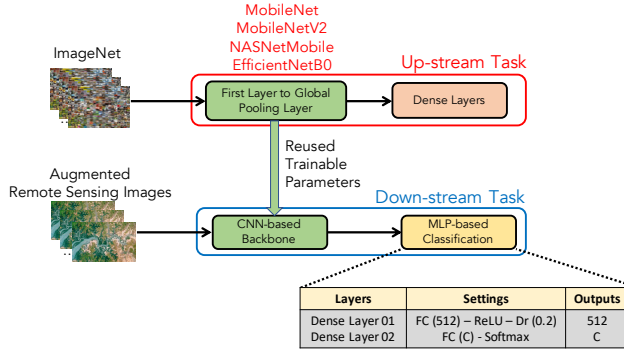 MobileNet
MobileNetV2
NASNetMobile
EfficientNetB0
ImageNet
Up-stream Task
First Layer to Global
Pooling Layer
Dense Layers
Reused
Trainable
Parameters
Augmented
Remote Sensing Images
Down-stream Task
CNN-based
Backbone
MLP-based
Classification
Layers Settings Outputs
Dense Layer 01 FC (512) – ReLU – Dr (0.2) 512
Dense Layer 02 FC (C) - Softmax C